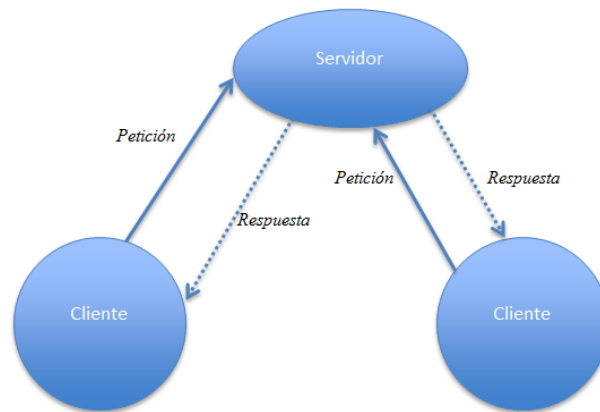 Servidor
Petición
Petición
Respuesta
Respuesta
Cliente
Cliente